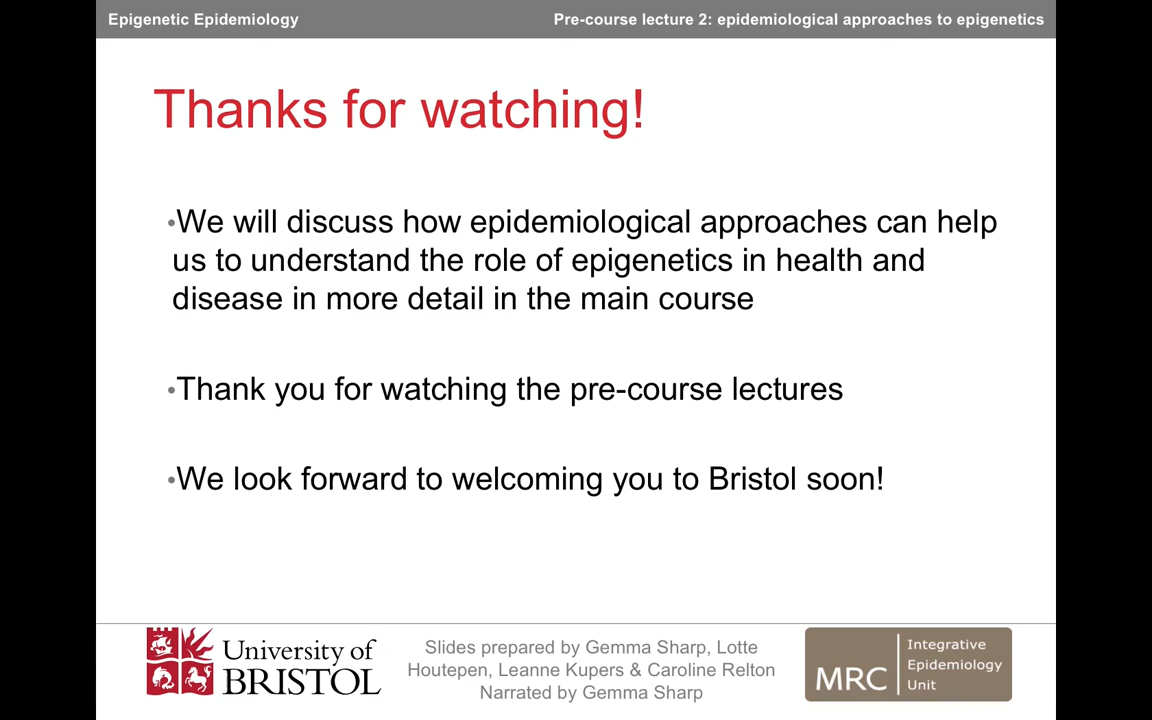 Epigenetic Epidemiology
Pre-course lecture 2: epidemiological approaches to epigenetics
Thanks for watching!
•We will discuss how epidemiological approaches can help
us to understand the role of epigenetics in health and
disease in more detail in the main course
•Thank you for watching the pre-course lectures
•We look forward to welcoming you to Bristol soon!
University of
BRISTOL
Slides prepared by Gemma Sharp, Lotte
Houtepen, Leanne Kupers & Caroline Relton
Narrated by Gemma Sharp
MRC
Integrative
Epidemiology
Unit